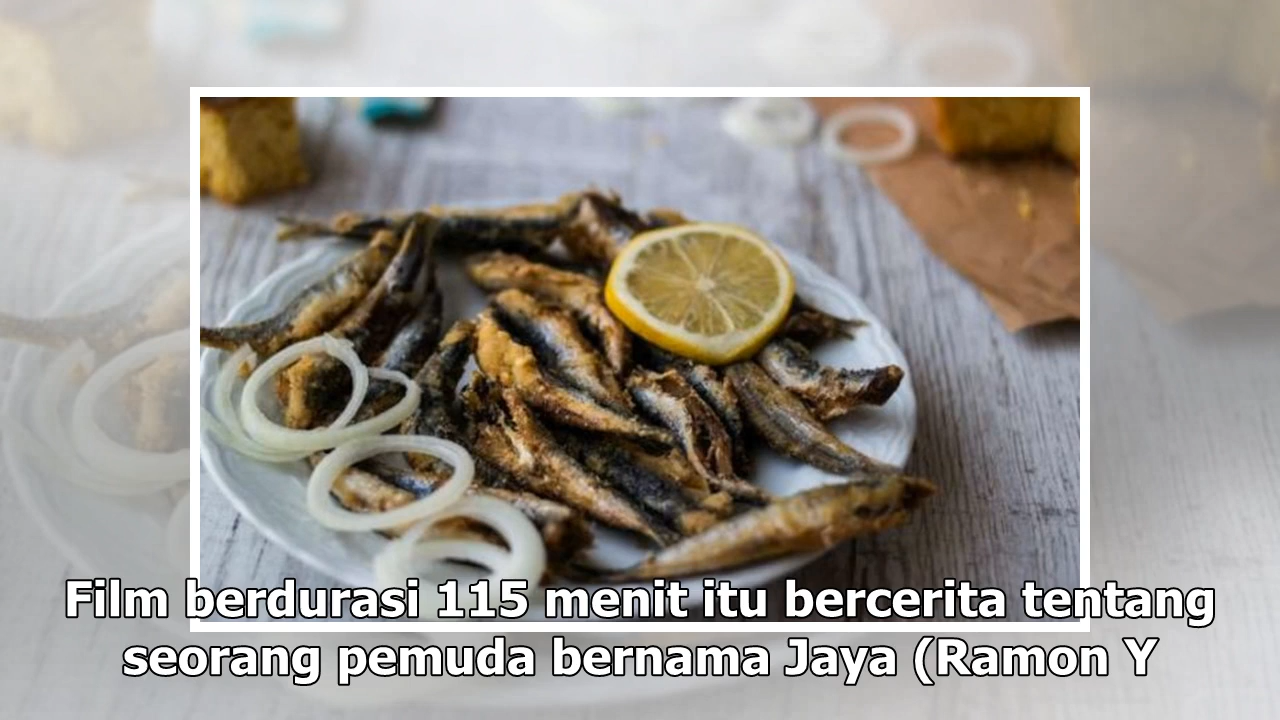 Film berdurasi 115 menit itu bercerita tentang
seorang pemuda bernama Jaya (Ramon Y